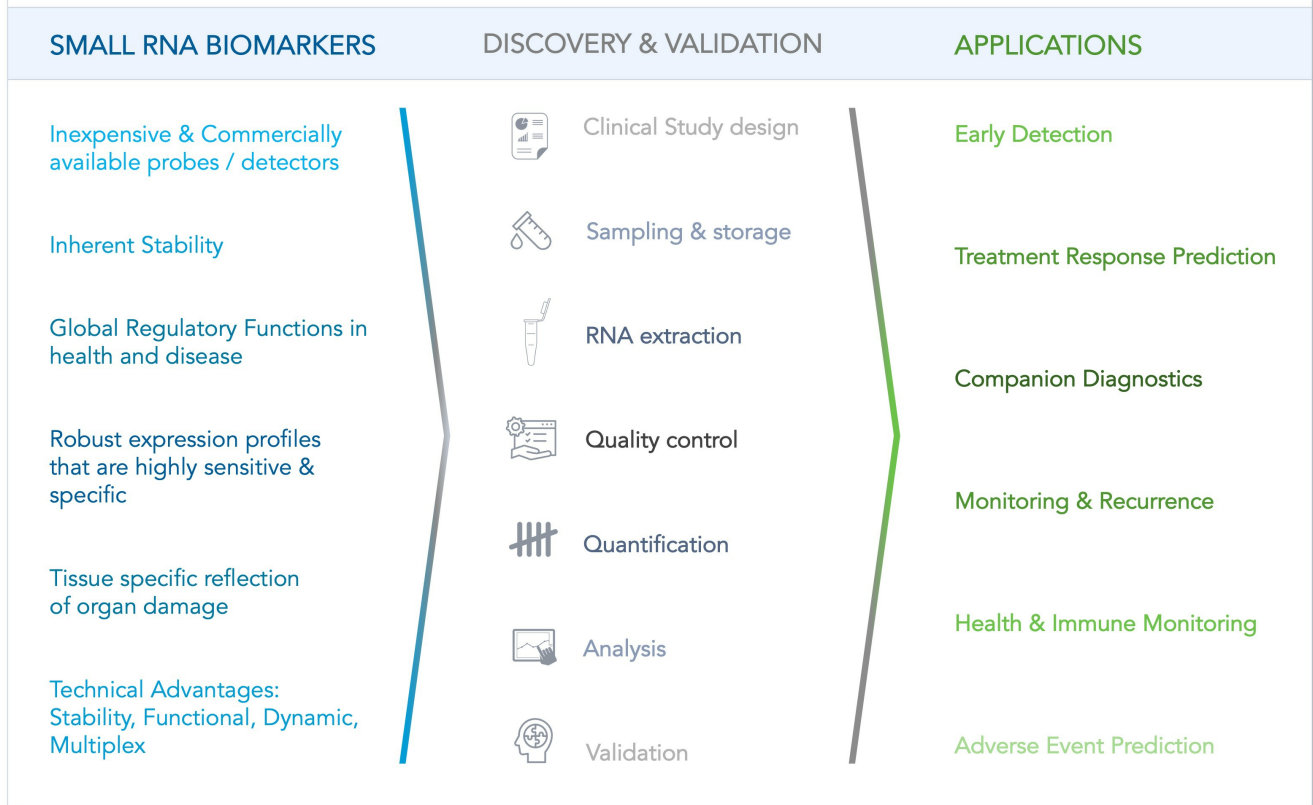 SMALL RNA BIOMARKERS
Inexpensive & Commercially
available probes / detectors
Inherent Stability
Global Regulatory Functions in
health and disease
Robust expression profiles
that are highly sensitive &
specific
Tissue specific reflection
of organ damage
Technical Advantages:
Stability, Functional, Dynamic,
Multiplex
DISCOVERY & VALIDATION
Clinical Study design
Sampling & storage
RNA extraction
Quality control
Quantification
Analysis
Validation
APPLICATIONS
Early Detection
Treatment Response Prediction
Companion Diagnostics
Monitoring & Recurrence
Health & Immune Monitoring
Adverse Event Prediction